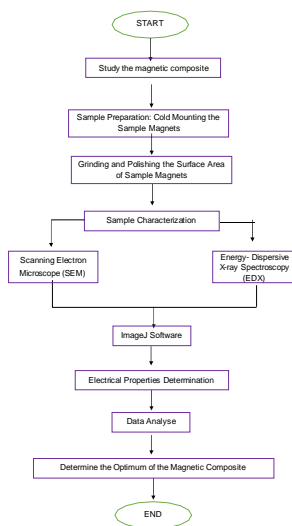 START
Study the magnetic composite
Sample Preparation: Cold Mounting the
Sample Magnets
Grinding and Polishing the Surface Area
of Sample Magnets
Sample Characterization
Scanning Electron
Microscope (SEM)
Energy- Dispersive
X-ray Spectroscopy
(EDX)
ImageJ Software
Electrical Properties Determination
Data Analyse
Determine the Optimum of the Magnetic Composite
END